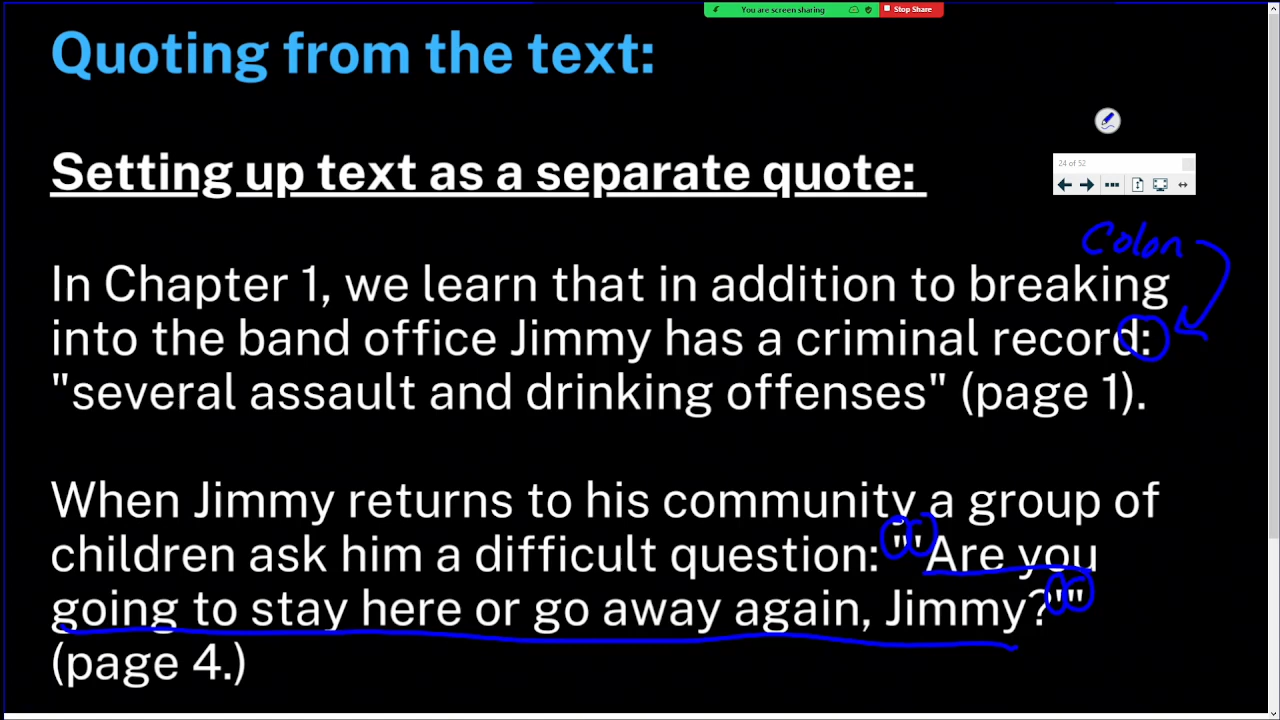 You are screen sharing
Stop Share
Quoting from the text:
Setting up text as a separate quote:
24 of 52
Colon
In Chapter 1, we learn that in addition to breaking
into the band office Jimmy has a criminal record:
"several assault and drinking offenses" (page 1).
When Jimmy returns to his community a group of
children ask him a difficult question: "'Are you
going to stay here or go away again, Jimmy?'"
(page 4.)